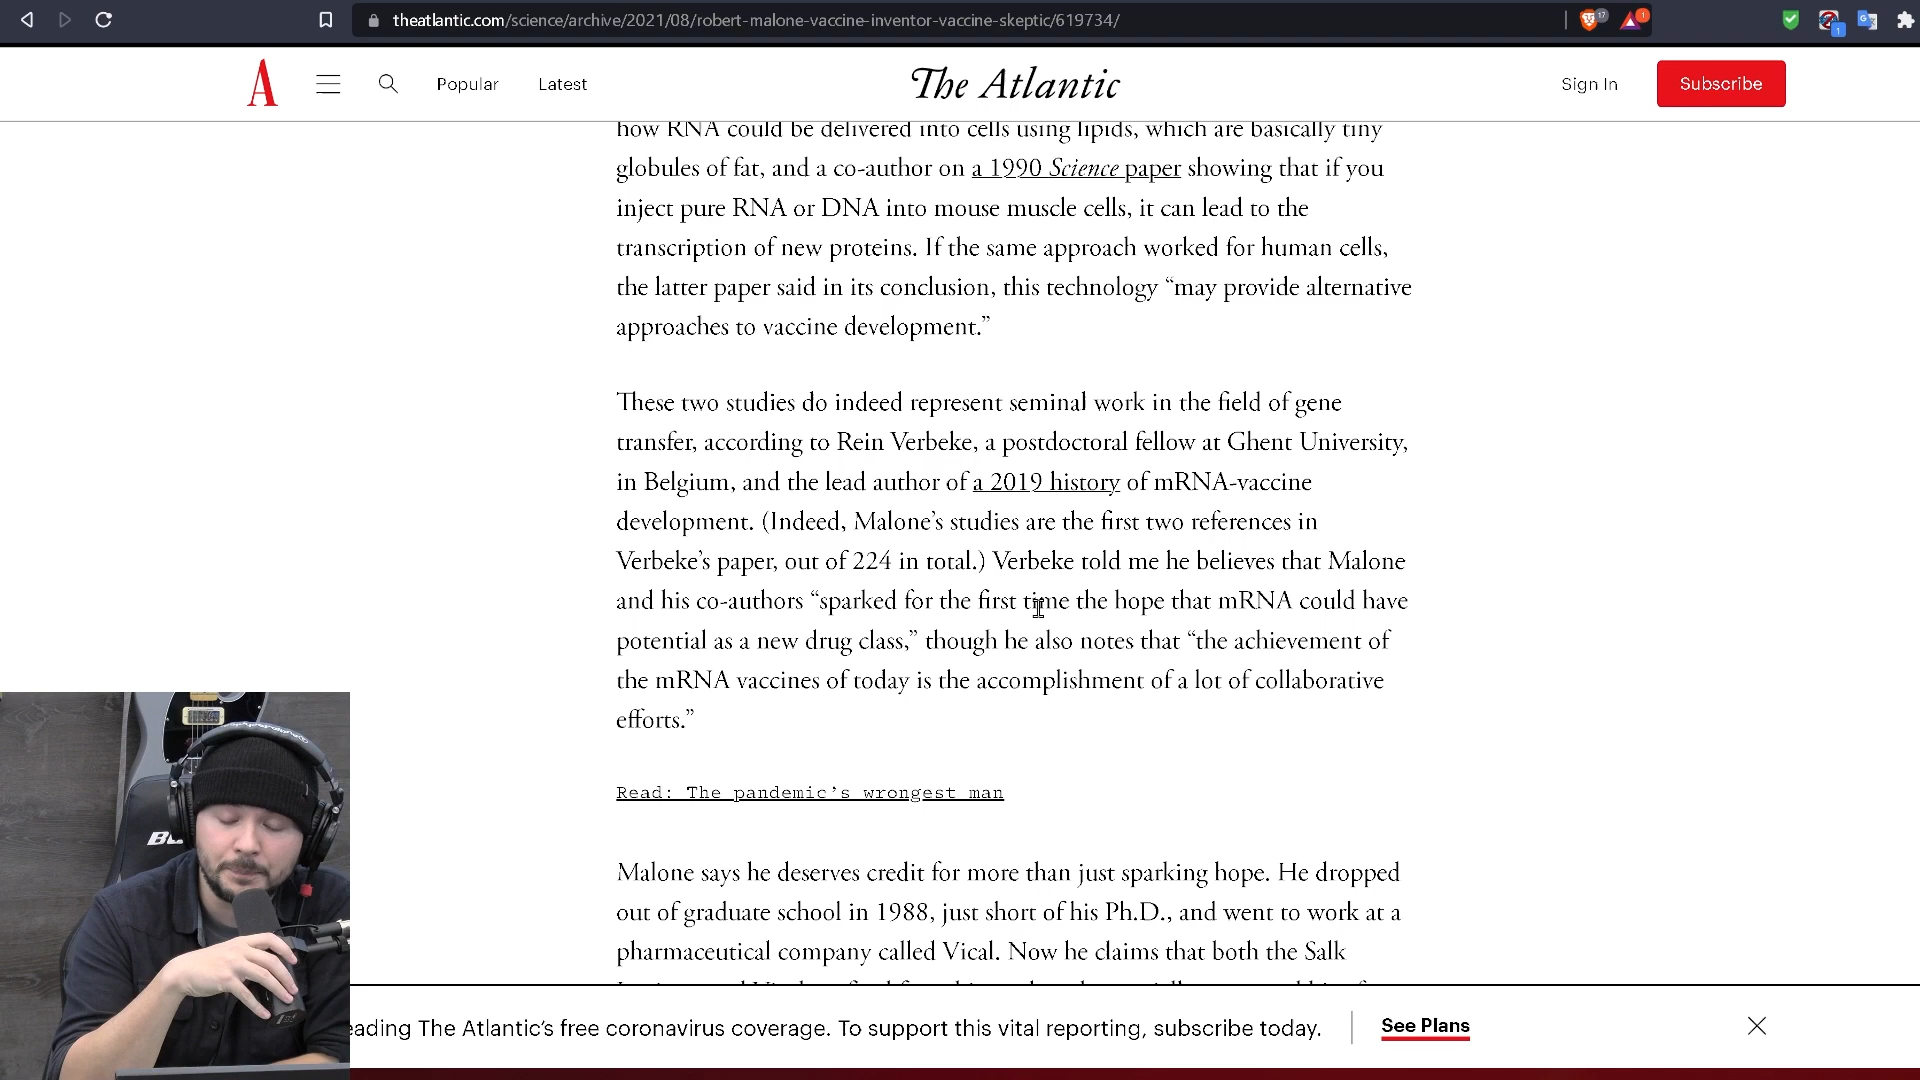 theatlantic.com/science/archive/2021/08/robert-malone-vaccine-inventor-vaccine-skeptic/619734/
17
1
1
A
Popular
Latest
The Atlantic
Sign In
Subscribe
how RNA could be delivered into cells using lipids, which are basically tiny
globules of fat, and a co-author on a 1990 Science paper showing that if you
inject pure RNA or DNA into mouse muscle cells, it can lead to the
transcription of new proteins. If the same approach worked for human cells,
the latter paper said in its conclusion, this technology “may provide alternative
approaches to vaccine development.”
These two studies do indeed represent seminal work in the field of gene
transfer, according to Rein Verbeke, a postdoctoral fellow at Ghent University,
in Belgium, and the lead author of a 2019 history of mRNA-vaccine
development. (Indeed, Malone’s studies are the first two references in
Verbeke’s paper, out of 224 in total.) Verbeke told me he believes that Malone
and his co-authors “sparked for the first time the hope that mRNA could have
potential as a new drug class,” though he also notes that “the achievement of
the mRNA vaccines of today is the accomplishment of a lot of collaborative
efforts.”
Read: The pandemic’s wrongest man
Malone says he deserves credit for more than just sparking hope. He dropped
out of graduate school in 1988, just short of his Ph.D., and went to work at a
pharmaceutical company called Vical. Now he claims that both the Salk
eading The Atlantic’s free coronavirus coverage. To support this vital reporting, subscribe today.
See Plans